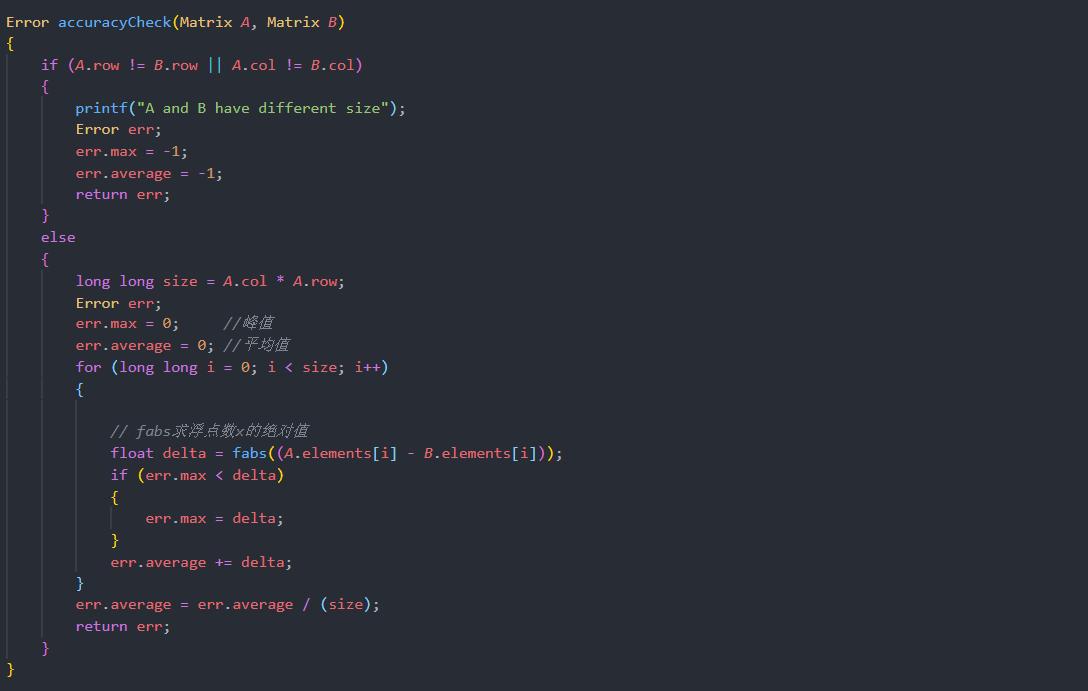 Error accuracyCheck(Matrix A, Matrix B)
{
if (A.row != B.row || A.col != B.col)
{
printf("A and B have different size");
Error err;
err.max = -1;
err.average = -1;
return err;
}
else
{
long long size = A.col * A.row;
Error err;
err.max = 0; //峰值
err.average = 0; //平均值
for (long long i = 0; i < size; i++)
{
// fabs求浮点数x的绝对值
float delta = fabs((A.elements[i] - B.elements[i]));
if (err.max < delta)
{
err.max = delta;
}
err.average += delta;
}
err.average = err.average / (size);
return err;
}
}